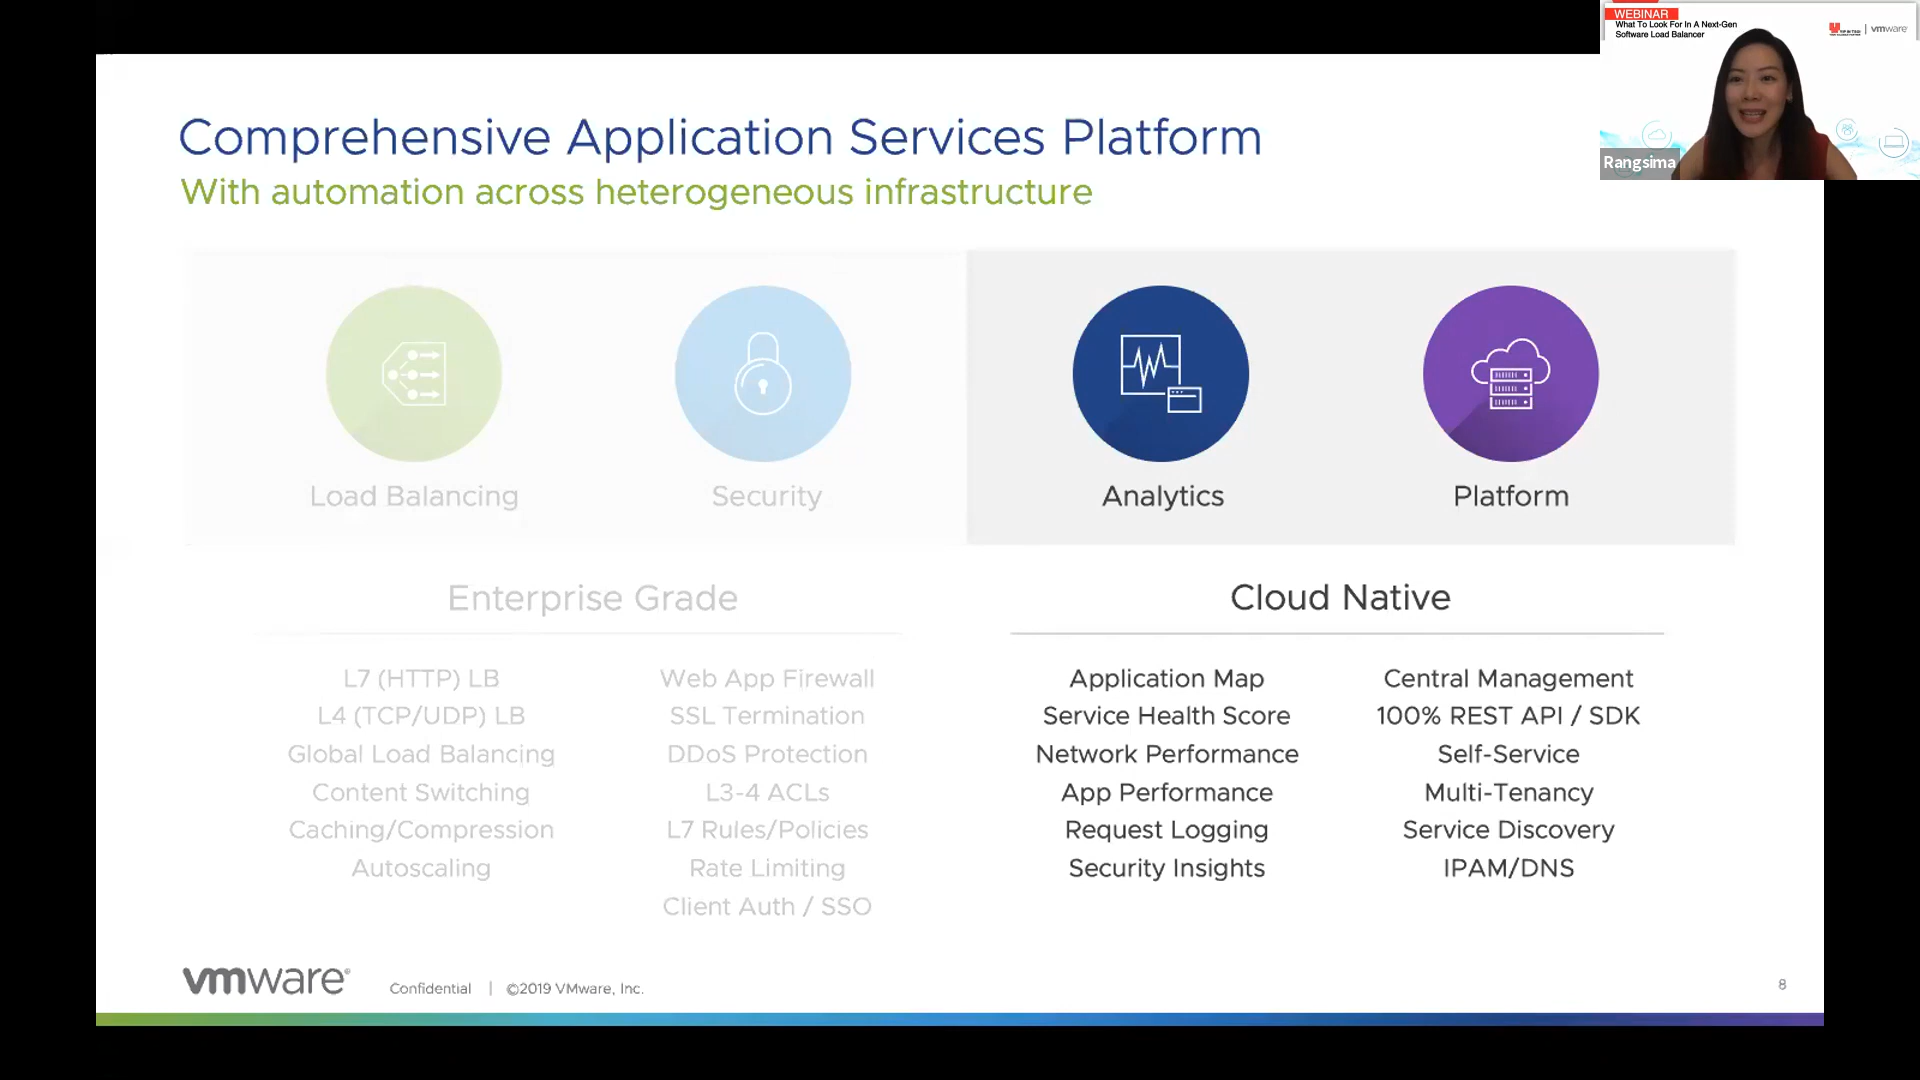 WEBINAR
What To Look For In A Next-Gen
Software Load Balancer
vmware
Rangsima
Comprehensive Application Services Platform
With automation across heterogeneous infrastructure
Load Balancing
Security
Analytics
Platform
Enterprise Grade
Cloud Native
L7 (HTTP) LB
L4 (TCP/UDP) LB
Global Load Balancing
Content Switching
Caching/Compression
Autoscaling
Web App Firewall
SSL Termination
DDoS Protection
L3-4 ACLs
L7 Rules/Policies
Rate Limiting
Client Auth / SSO
Application Map
Service Health Score
Network Performance
App Performance
Request Logging
Security Insights
Central Management
100% REST API / SDK
Self-Service
Multi-Tenancy
Service Discovery
IPAM/DNS
vmware®
Confidential | ©2019 VMware, Inc.
8